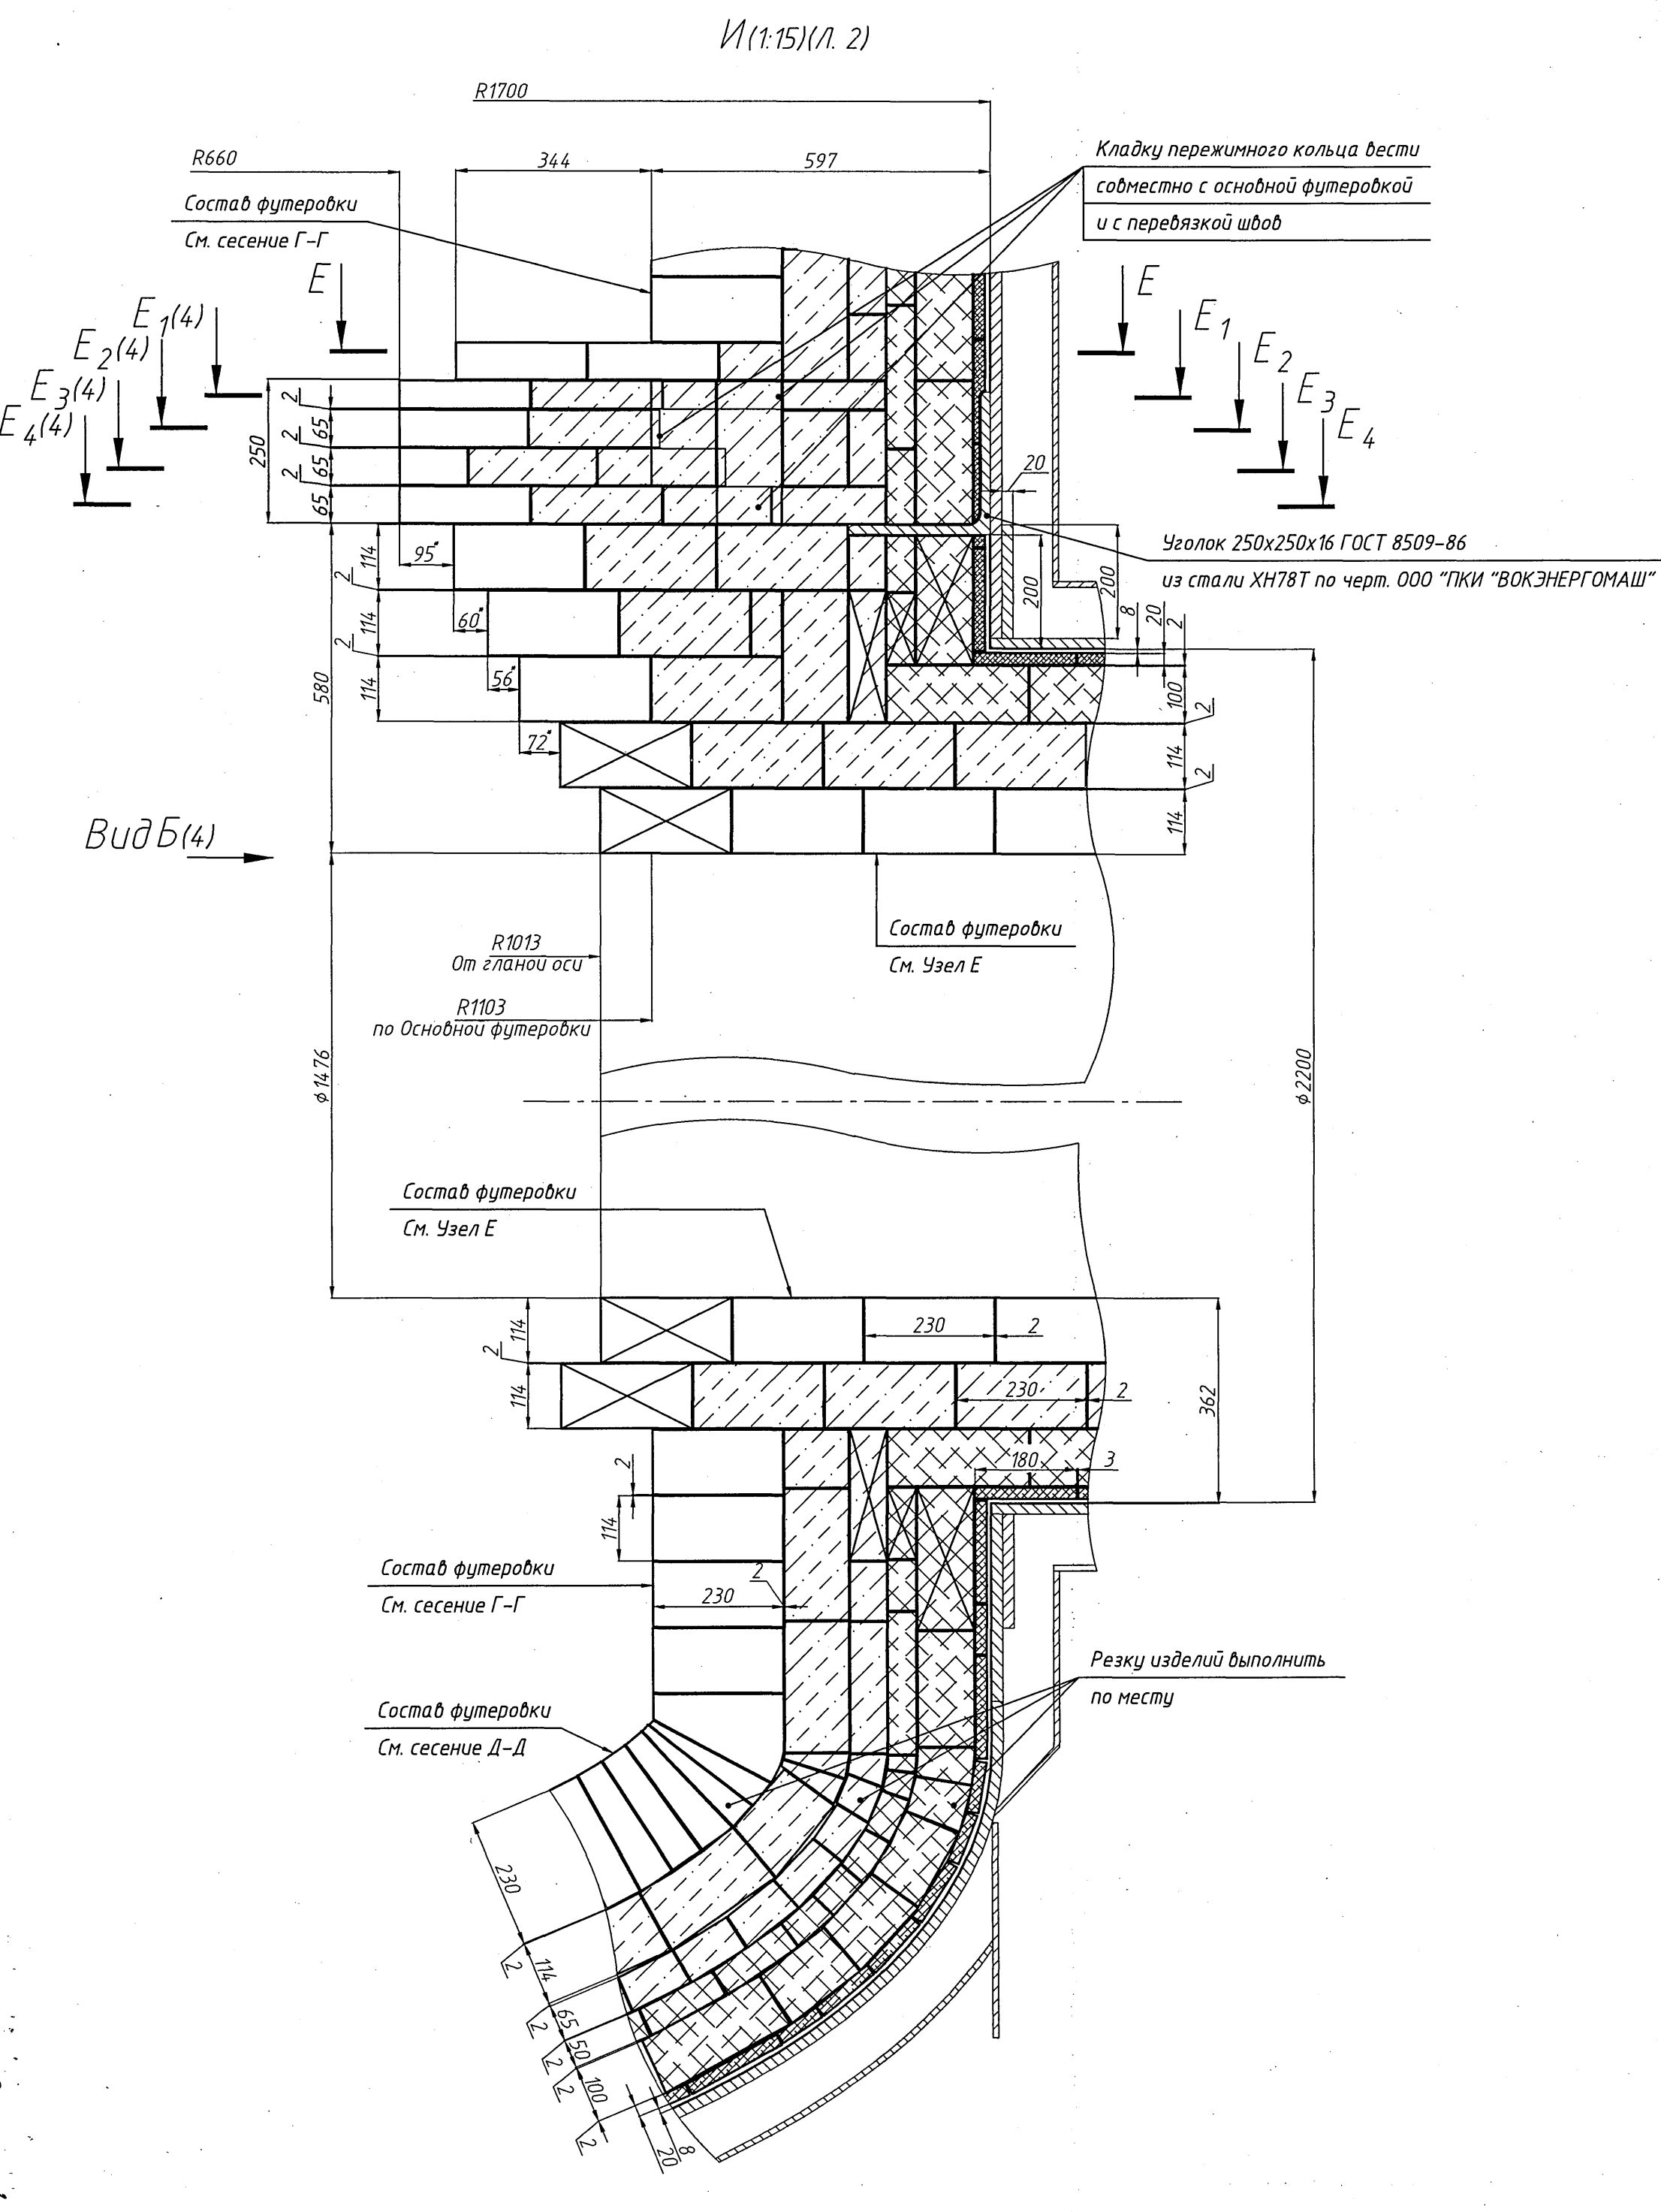 И(1:15)(Л. 2)
R1700
R660
344
597
Кладку пережимного кольца вести
совместно с основной футеровкой
и с перевязкой швов
Состав футеровки
См. сесение Г-Г
Е
Е
Е1(4)
Е1
Е2(4)
Е2
Е3(4)
Е3
Е4(4)
Е4
250
2
65
2
65
2
65
20
Уголок 250х250х16 ГОСТ 8509-86
из стали ХН78Т по черт. ООО "ПКИ "ВОКЭНЕРГОМАШ"
95*
114
2
60*
114
2
56*
114
72*
580
200
200
8
20
2
100
2
114
2
114
Вид Б(4)
Состав футеровки
См. Узел Е
R1013
От гланой оси
R1103
по Основной футеровки
ϕ1476
ϕ2200
Состав футеровки
См. Узел Е
114
2
114
230
2
230
2
362
180
3
2
114
Состав футеровки
См. сесение Г-Г
230
2
Резку изделий выполнить
по месту
Состав футеровки
См. сесение Д-Д
230
2
114
2
65
2
50
2
100
2
8
20